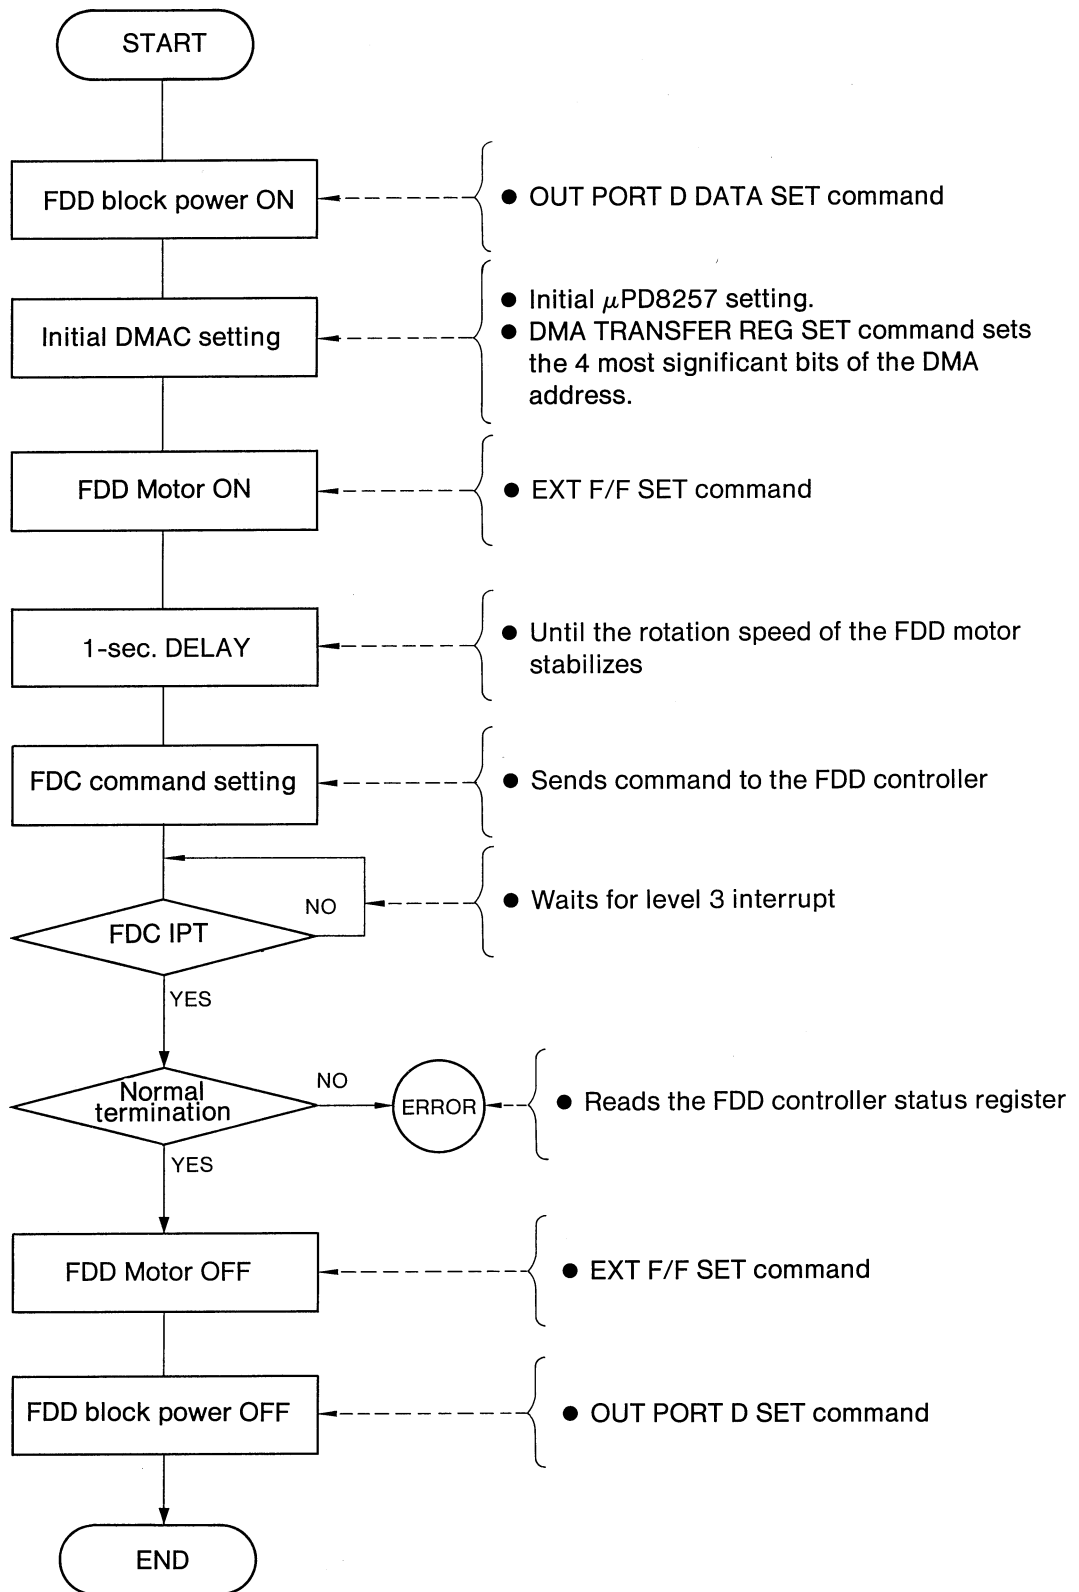 START
FDD block power ON
● OUT PORT D DATA SET command
Initial DMAC setting
● Initial μPD8257 setting.
● DMA TRANSFER REG SET command sets
the 4 most significant bits of the DMA
address.
FDD Motor ON
● EXT F/F SET command
1-sec. DELAY
● Until the rotation speed of the FDD motor
stabilizes
FDC command setting
● Sends command to the FDD controller
NO
● Waits for level 3 interrupt
FDC IPT
YES
Normal
termination
NO
ERROR
● Reads the FDD controller status register
YES
FDD Motor OFF
● EXT F/F SET command
FDD block power OFF
● OUT PORT D SET command
END